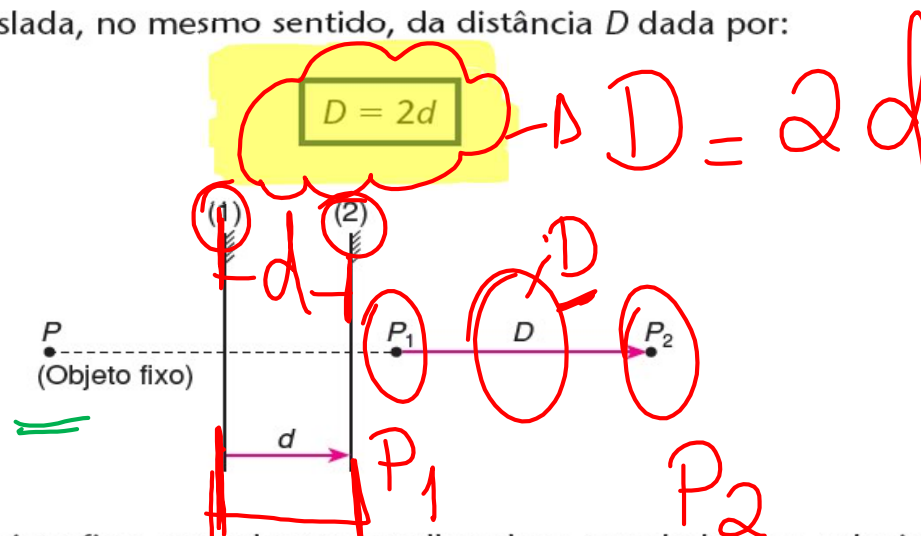 slada, no mesmo sentido, da distância D dada por:
D = 2d
D = 2d
(1) (2)
d
D
P P₁ D P₂
(Objeto fixo)
d
P₁ P₂